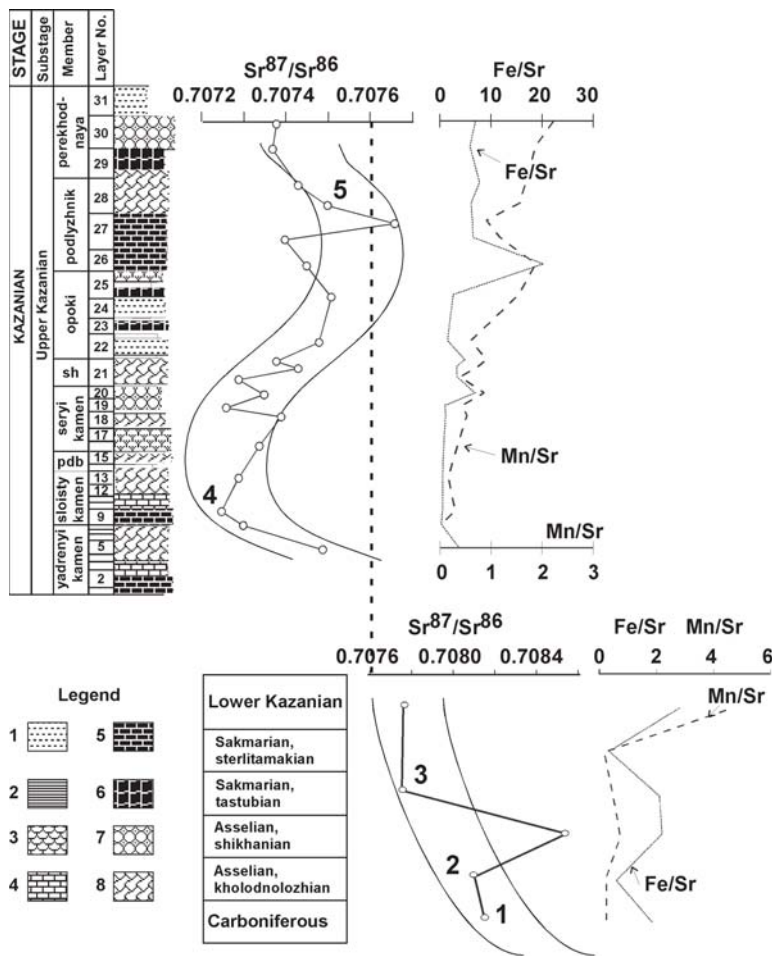 STAGE
Substage
Member
Layer No.
Sr87/Sr86
0.7072 0.7074 0.7076
Fe/Sr
0 10 20 30
KAZANIAN
Upper Kazanian
perekhod-
naya
podlyzhnik
opoki
sh
seryi
kamen
pdb
sloisty
kamen
yadrenyi
kamen
31
30
29
28
27
26
25
24
23
22
21
20
19
18
17
15
13
12
9
5
2
5
4
Fe/Sr
Mn/Sr
Mn/Sr
0 1 2 3
Sr87/Sr86
0.7076 0.7080 0.7084
Fe/Sr Mn/Sr
0 2 4 6
Lower Kazanian
Sakmarian,
sterlitamakian
Sakmarian,
tastubian
Asselian,
shikhanian
Asselian,
kholodnolozhian
Carboniferous
3
2
1
Mn/Sr
Fe/Sr
Legend
1 5
2 6
3 7
4 8